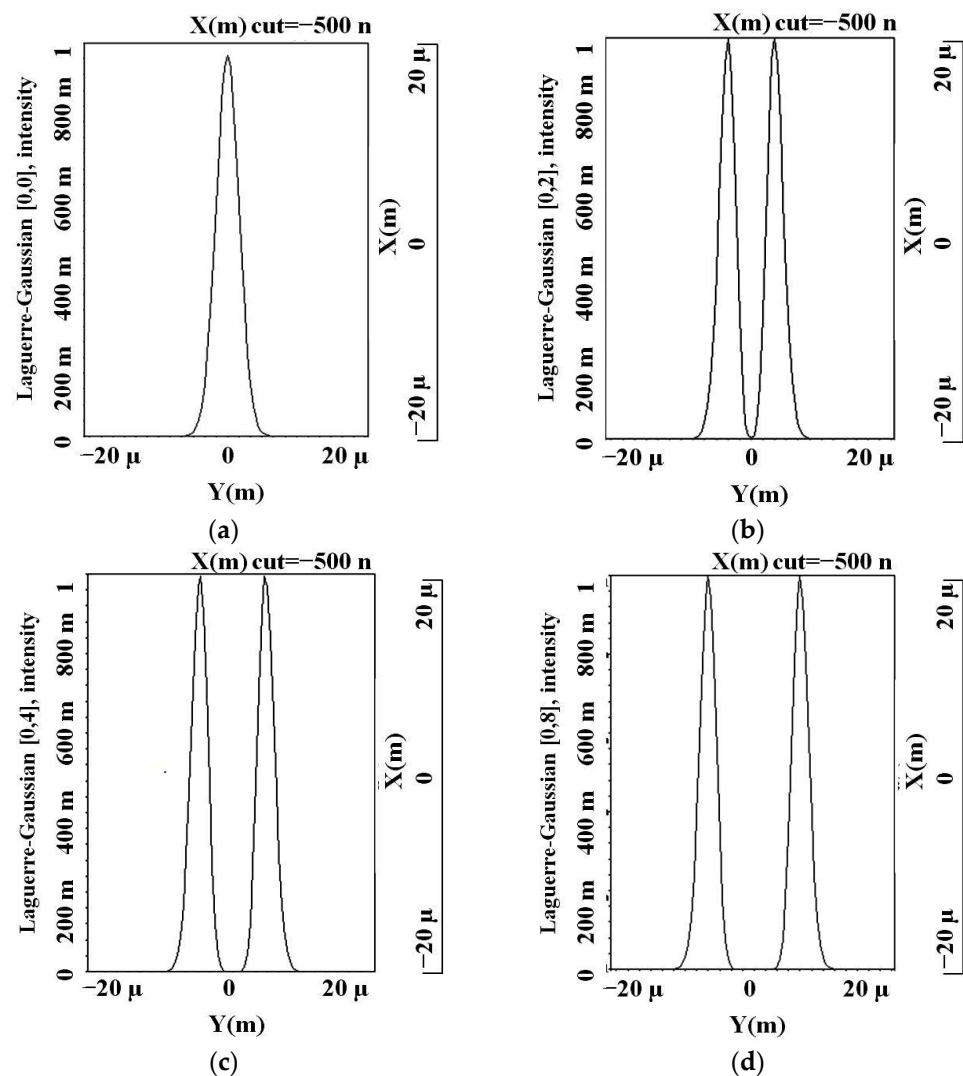 X(m) cut=−500 n
Laguerre-Gaussian [0,0], intensity
0 200 m 400 m 600 m 800 m 1
−20 μ 0 20 μ
X(m)
−20 μ 0 20 μ
Y(m)
(a)
X(m) cut=−500 n
Laguerre-Gaussian [0,2], intensity
0 200 m 400 m 600 m 800 m 1
−20 μ 0 20 μ
X(m)
−20 μ 0 20 μ
Y(m)
(b)
X(m) cut=−500 n
Laguerre-Gaussian [0,4], intensity
0 200 m 400 m 600 m 800 m 1
−20 μ 0 20 μ
X(m)
−20 μ 0 20 μ
Y(m)
(c)
X(m) cut=−500 n
Laguerre-Gaussian [0,8], intensity
0 200 m 400 m 600 m 800 m 1
−20 μ 0 20 μ
X(m)
−20 μ 0 20 μ
Y(m)
(d)